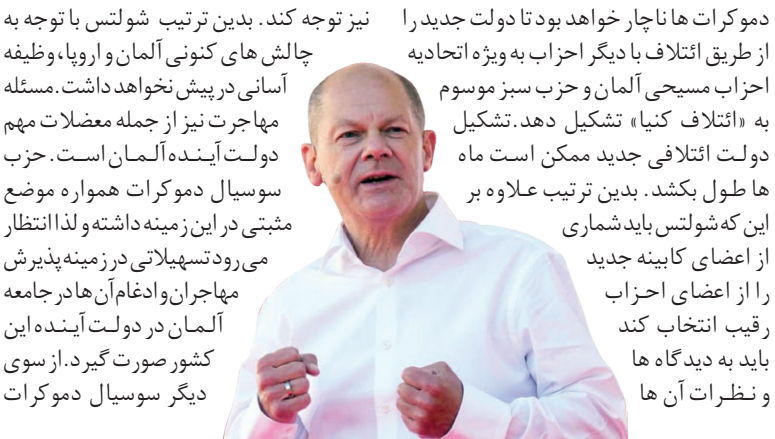 دموکرات ها ناچار خواهد بود تا دولت جدید را
از طریق ائتلاف با دیگر احزاب به ویژه اتحادیه
احزاب مسیحی آلمان و حزب سبز موسوم
به «ائتلاف کنیا» تشکیل دهد.تشکیل
دولت ائتلافی جدید ممکن است ماه
ها طول بکشد. بدین ترتیب علاوه بر
این که شولتس باید شماری
از اعضای کابینه جدید
را از اعضای احزاب
رقیب انتخاب کند
باید به دیدگاه ها
و نظرات آن ها
نیز توجه کند. بدین ترتیب شولتس با توجه به
چالش های کنونی آلمان و اروپا، وظیفه
آسانی در پیش نخواهد داشت.مسئله
مهاجرت نیز از جمله معضلات مهم
دولت آینده آلمان است. حزب
سوسیال دموکرات همواره موضع
مثبتی در این زمینه داشته و لذا انتظار
می رود تسهیلاتی در زمینه پذیرش
مهاجران و ادغام آن ها در جامعه
آلمان در دولت آینده این
کشور صورت گیرد.از سوی
دیگر سوسیال دموکرات